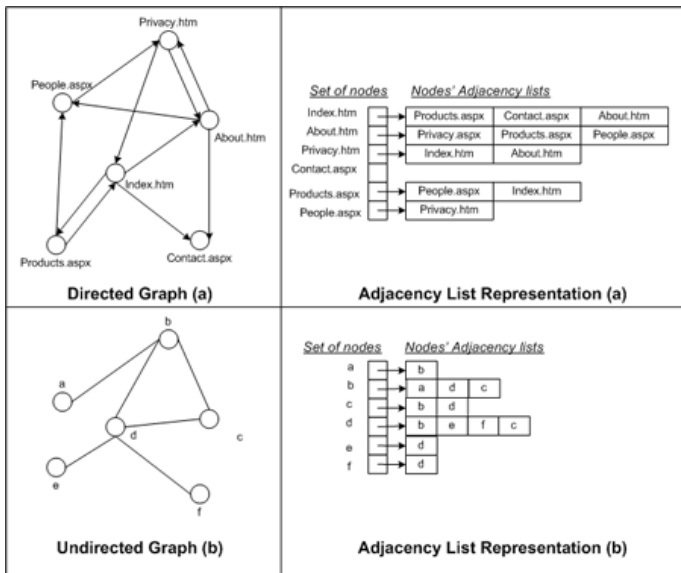 Privacy.htm
People.aspx
About.htm
Index.htm
Products.aspx
Contact.aspx
Directed Graph (a)
Set of nodes Nodes' Adjacency lists
Index.htm Products.aspx Contact.aspx About.htm
About.htm Privacy.aspx Products.aspx People.aspx
Privacy.htm Index.htm About.htm
Contact.aspx
Products.aspx People.aspx Index.htm
People.aspx Privacy.htm
Adjacency List Representation (a)
b
a
c
d
e
f
Undirected Graph (b)
Set of nodes Nodes' Adjacency lists
a b
b a d c
c b d
d b e f c
e d
f d
Adjacency List Representation (b)